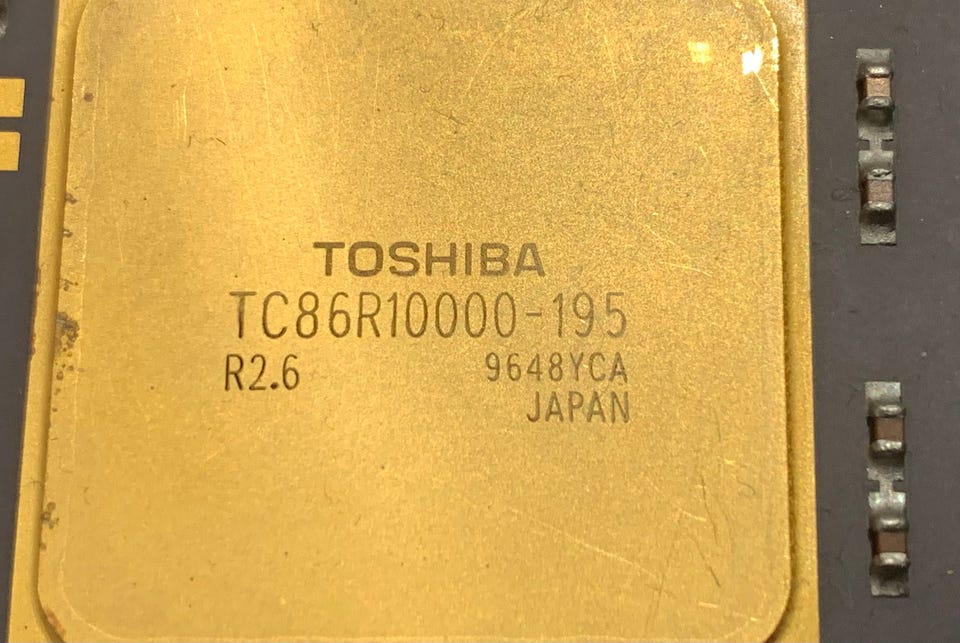 TOSHIBA
TC86R10000-195
R2.6 9648YCA
JAPAN